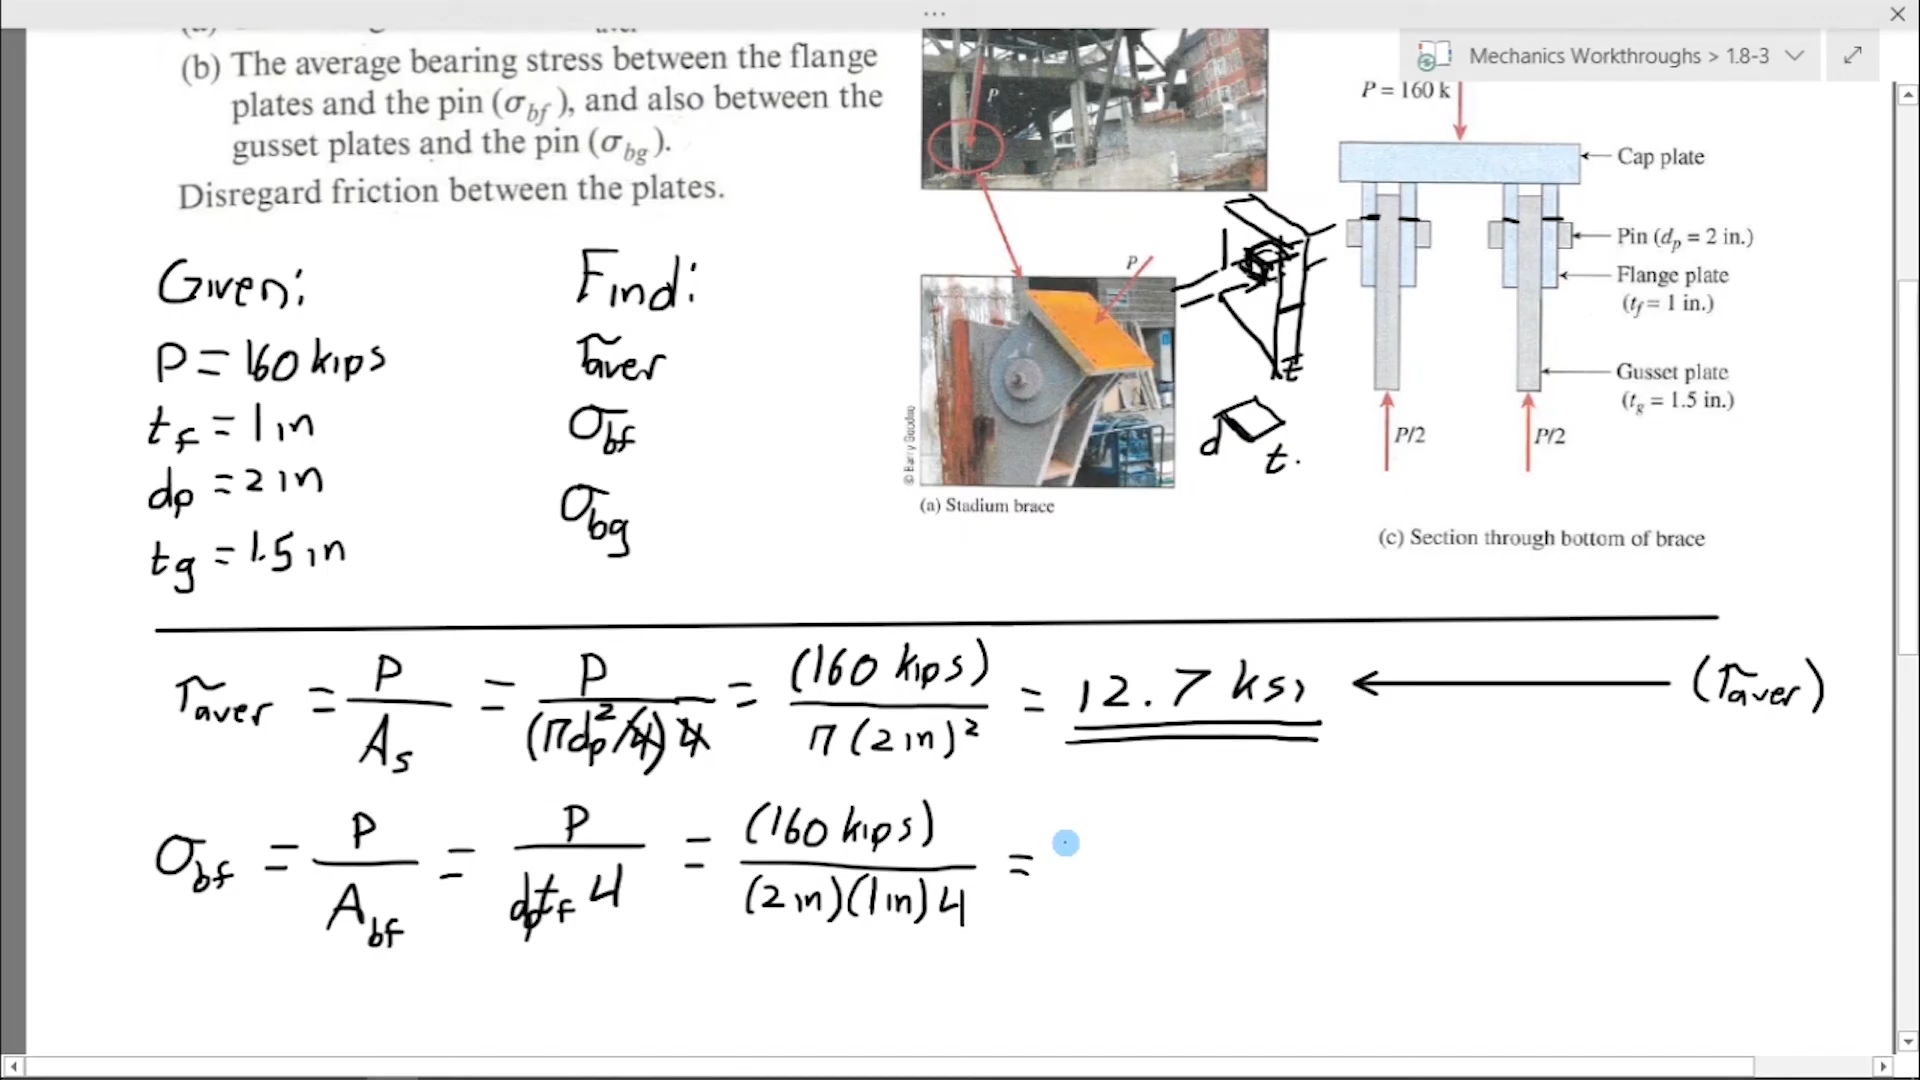 ...
Mechanics Workthroughs > 1.8-3
(b) The average bearing stress between the flange
plates and the pin (σbf), and also between the
gusset plates and the pin (σbg).
Disregard friction between the plates.
P
P
© Barry Goodno
(a) Stadium brace
t
d
t.
P = 160 k
Cap plate
Pin (dp = 2 in.)
Flange plate
(tf = 1 in.)
Gusset plate
(tg = 1.5 in.)
P/2
P/2
(c) Section through bottom of brace
Given:
P = 160 kips
tf = 1 in
dp = 2 in
tg = 1.5 in
Find:
τaver
σbf
σbg
τaver = P/As = P/((πdp²/4)4) = (160 kips)/(π(2 in)²) = 12.7 ksi ← (τaver)
σbf = P/Abf = P/(dptf 4) = (160 kips)/((2 in)(1 in)4) =